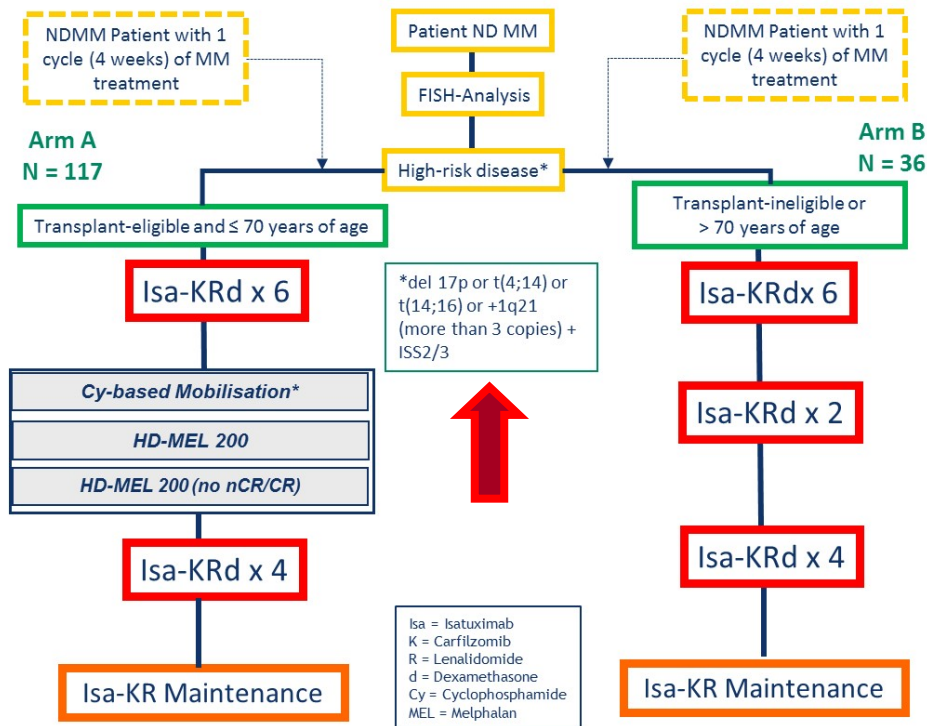 NDMM Patient with 1
cycle (4 weeks) of MM
treatment
Patient ND MM
NDMM Patient with 1
cycle (4 weeks) of MM
treatment
FISH-Analysis
Arm A
N = 117
Arm B
N = 36
High-risk disease*
Transplant-eligible and ≤ 70 years of age
Transplant-ineligible or
> 70 years of age
Isa-KRd x 6
*del 17p or t(4;14) or
t(14;16) or +1q21
(more than 3 copies) +
ISS2/3
Isa-KRdx 6
Cy-based Mobilisation*
HD-MEL 200
HD-MEL 200 (no nCR/CR)
Isa-KRd x 2
Isa-KRd x 4
Isa-KRd x 4
Isa = Isatuximab
K = Carfilzomib
R = Lenalidomide
d = Dexamethasone
Cy = Cyclophosphamide
MEL = Melphalan
Isa-KR Maintenance
Isa-KR Maintenance